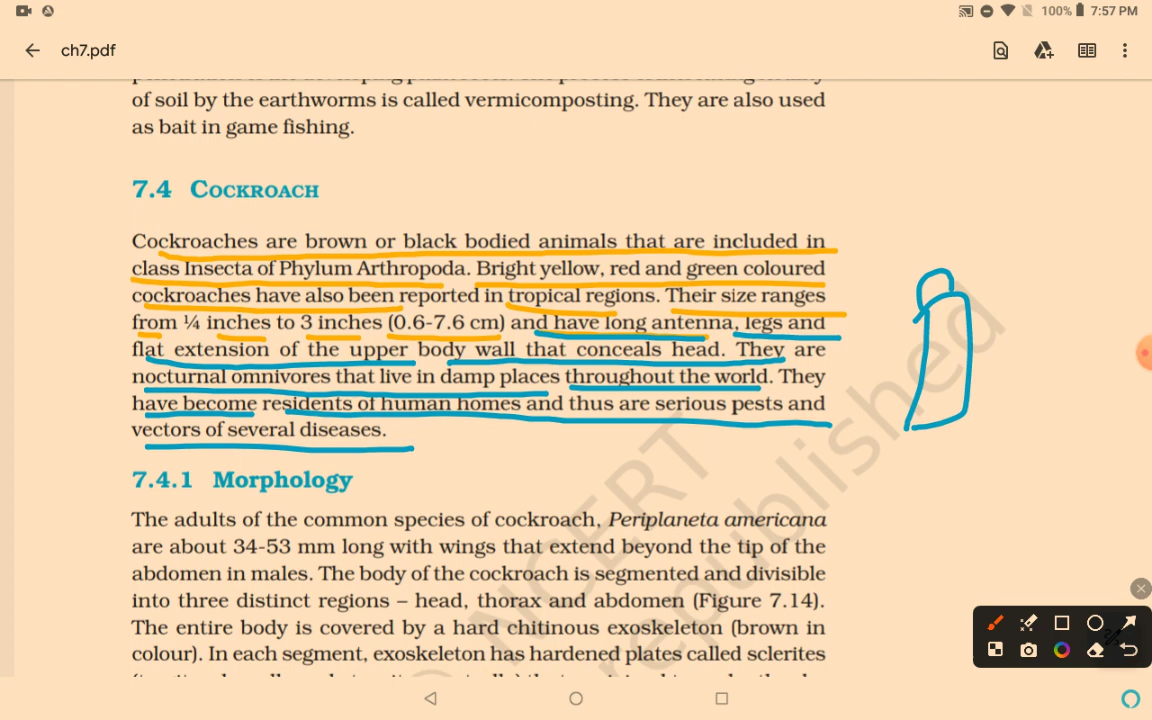 100% 7:57 PM
ch7.pdf
of soil by the earthworms is called vermicomposting. They are also used
as bait in game fishing.
7.4 COCKROACH
Cockroaches are brown or black bodied animals that are included in
class Insecta of Phylum Arthropoda. Bright yellow, red and green coloured
cockroaches have also been reported in tropical regions. Their size ranges
from ¼ inches to 3 inches (0.6-7.6 cm) and have long antenna, legs and
flat extension of the upper body wall that conceals head. They are
nocturnal omnivores that live in damp places throughout the world. They
have become residents of human homes and thus are serious pests and
vectors of several diseases.
7.4.1 Morphology
The adults of the common species of cockroach, Periplaneta americana
are about 34-53 mm long with wings that extend beyond the tip of the
abdomen in males. The body of the cockroach is segmented and divisible
into three distinct regions – head, thorax and abdomen (Figure 7.14).
The entire body is covered by a hard chitinous exoskeleton (brown in
colour). In each segment, exoskeleton has hardened plates called sclerites
© NCERT
republished